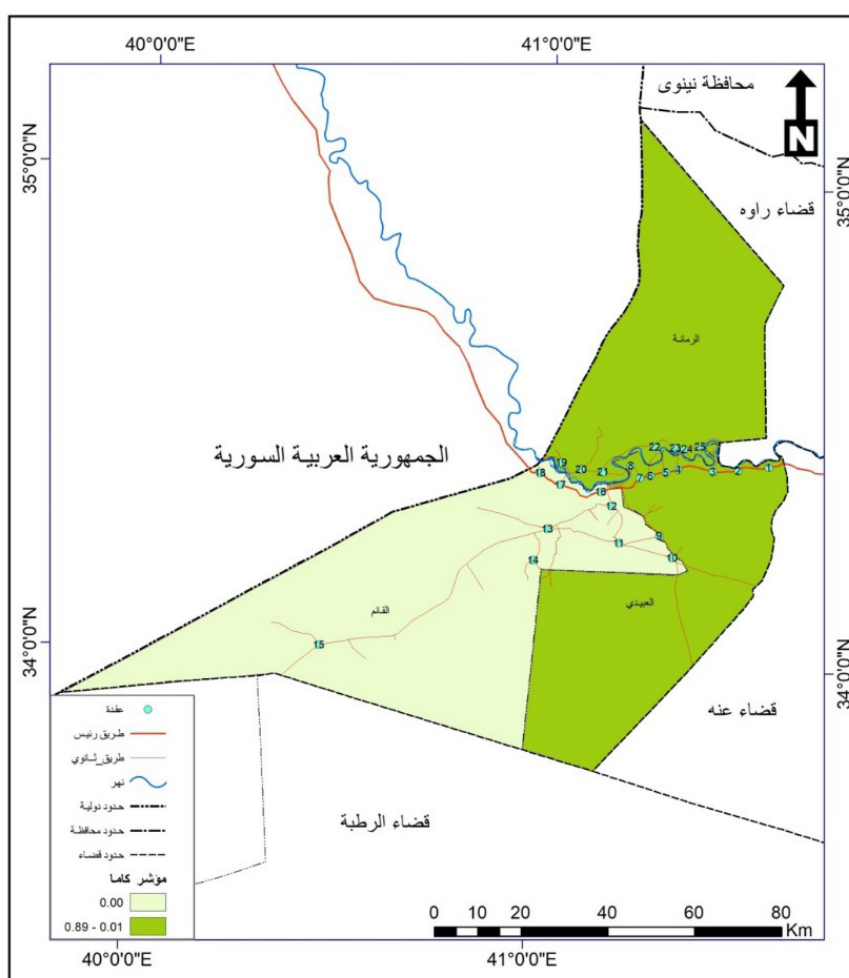 40°0'0"E
41°0'0"E
محافظة نينوى
N
35°0'0"N
35°0'0"N
قضاء راوه
الرمانة
الجمهورية العربية السورية
22
23
24
25
19
20
21
8
18
17
16
7
6
5
4
3
2
1
12
13
11
9
14
10
القائم
العبيدي
15
34°0'0"N
34°0'0"N
قضاء عنه
قضاء الرطبة
عقدة
طريق رئيس
طريق_ثانوي
نهر
حدود دولية
حدود محافظة
حدود قضاء
مؤشر كاما
0.00
0.89 - 0.01
0 10 20 40 60 80
Km
40°0'0"E
41°0'0"E